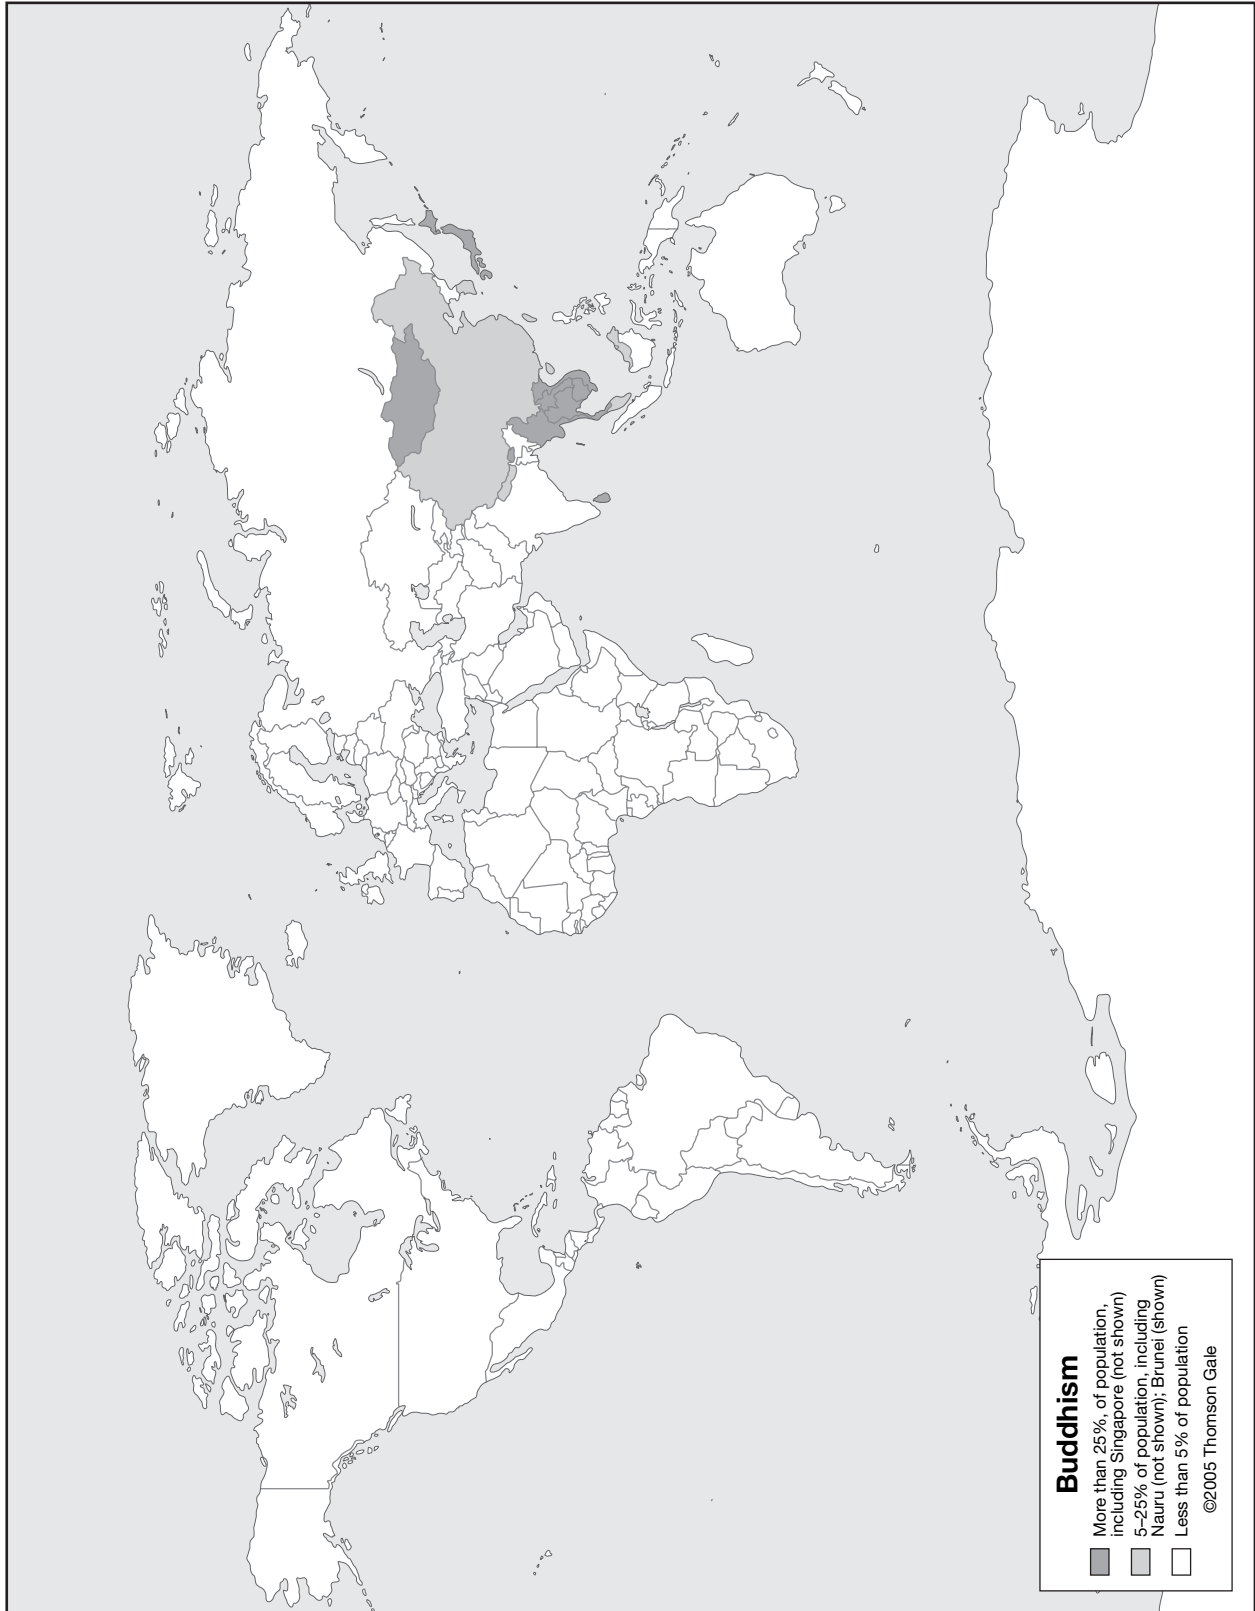 Buddhism
More than 25%, of population,
including Singapore (not shown)
5–25% of population, including
Nauru (not shown); Brunei (shown)
Less than 5% of population
©2005 Thomson Gale